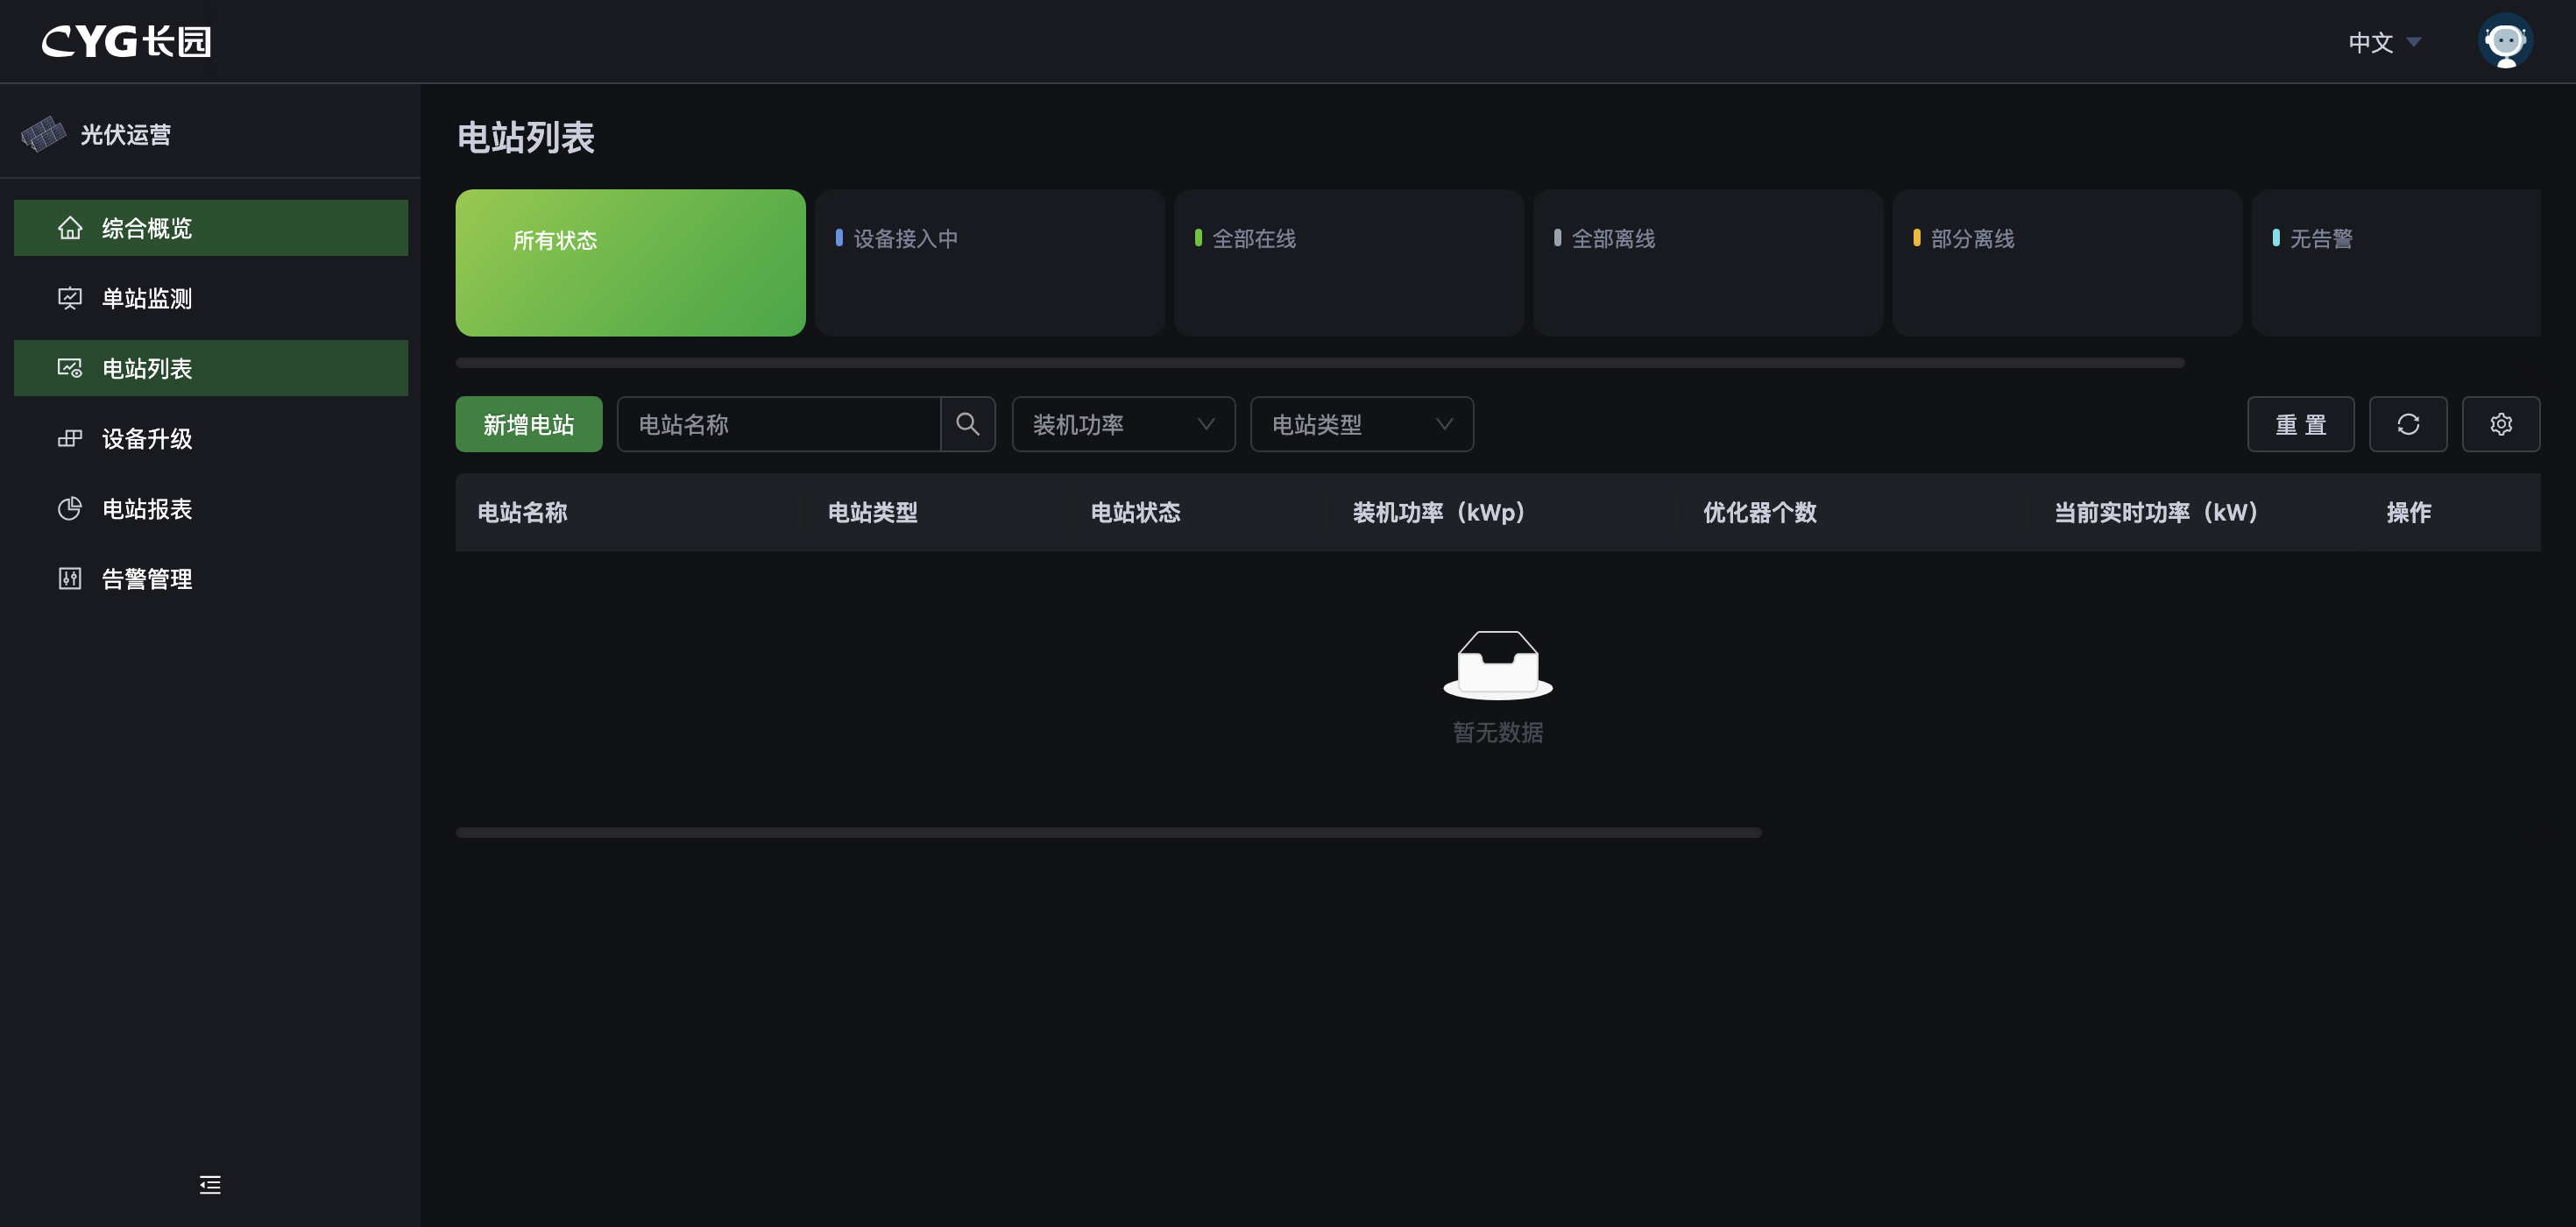 CYG长园
中文
光伏运营
综合概览
单站监测
电站列表
设备升级
电站报表
告警管理
电站列表
所有状态
设备接入中
全部在线
全部离线
部分离线
无告警
新增电站
电站名称
装机功率
电站类型
重 置
电站名称 电站类型 电站状态 装机功率（kWp） 优化器个数 当前实时功率（kW） 操作
暂无数据